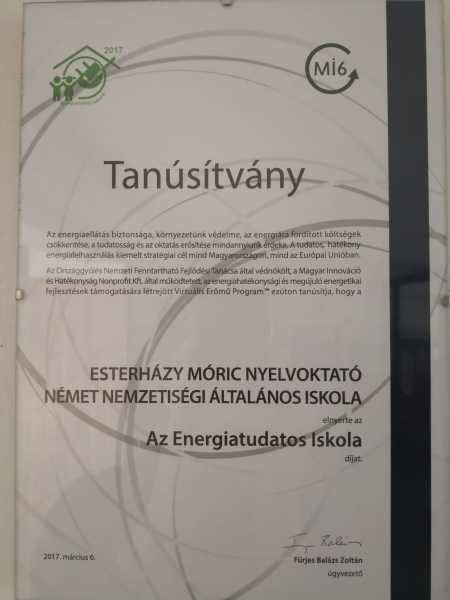 2017
Mi6
Tanúsítvány
Az energiaellátás biztonsága, környezetünk védelme, az energiára fordított költségek
csökkentése, a tudatosság és az oktatás erősítése mindannyiunk érdeke. A tudatos, hatékony
energiafelhasználás kiemelt stratégiai cél mind Magyarországon, mind az Európai Unióban.
Az Országgyűlés Nemzeti Fenntartható Fejlődési Tanácsa által védnökölt, a Magyar Innováció
és Hatékonyság Nonprofit Kft. által működtetett, az energiahatékonysági és megújuló energetikai
fejlesztések támogatására létrejött Virtuális Erőmű Program™ ezúton tanúsítja, hogy a
ESTERHÁZY MÓRIC NYELVOKTATÓ
NÉMET NEMZETISÉGI ÁLTALÁNOS ISKOLA
elnyerte az
Az Energiatudatos Iskola
díjat.
2017. március 6.
Fürjes Balázs Zoltán
ügyvezető